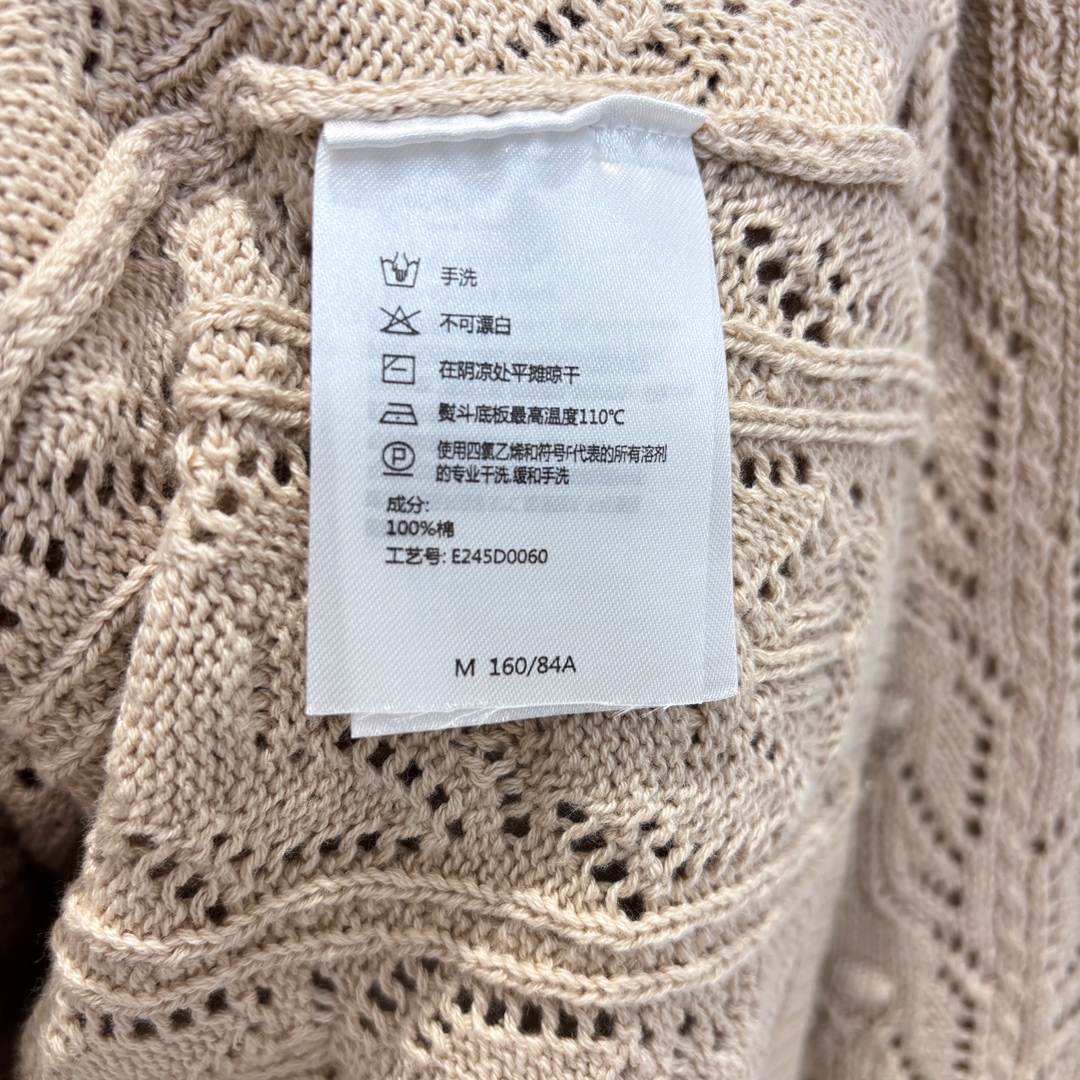 手洗
不可漂白
在阴凉处平摊晾干
熨斗底板最高温度110℃
使用四氯乙烯和符号F代表的所有溶剂
的专业干洗,缓和手洗
成分:
100%棉
工艺号: E245D0060
M 160/84A